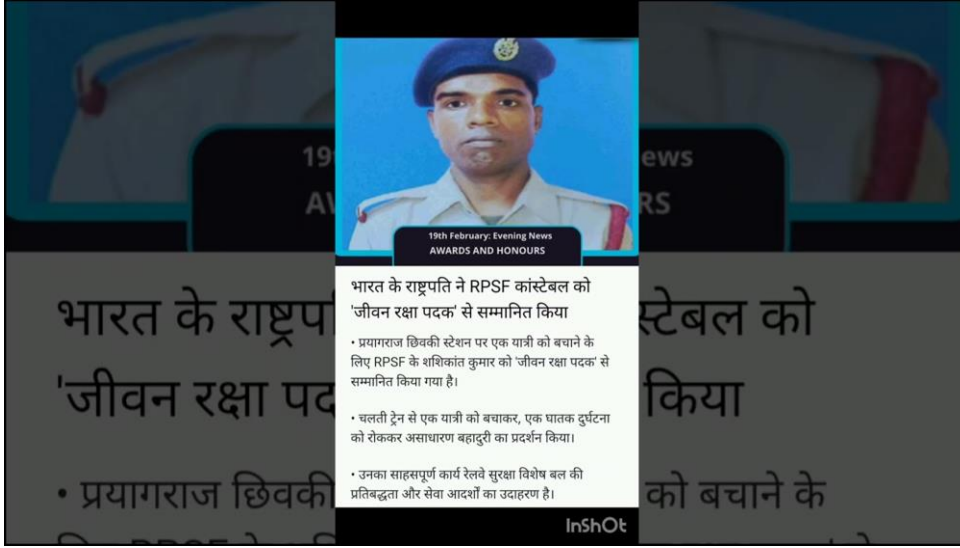 19th February: Evening News
AWARDS AND HONOURS
भारत के राष्ट्रपति ने RPSF कांस्टेबल को
'जीवन रक्षा पदक' से सम्मानित किया
• प्रयागराज छिवकी स्टेशन पर एक यात्री को बचाने के
लिए RPSF के शशिकांत कुमार को 'जीवन रक्षा पदक' से
सम्मानित किया गया है।
• चलती ट्रेन से एक यात्री को बचाकर, एक घातक दुर्घटना
को रोककर असाधारण बहादुरी का प्रदर्शन किया।
• उनका साहसपूर्ण कार्य रेलवे सुरक्षा विशेष बल की
प्रतिबद्धता और सेवा आदर्शों का उदाहरण है।
InShOt